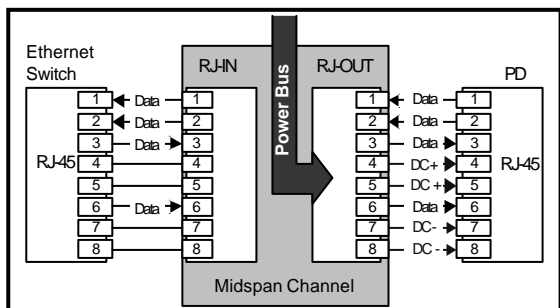 Ethernet
Switch
RJ-IN
RJ-OUT
PD
Power Bus
RJ-45
RJ-45
1 Data 1
2 Data 2
3 Data 3
4 4
5 5
6 Data 6
7 7
8 8
1 Data 1
2 Data 2
3 Data 3
4 DC+ 4
5 DC + 5
6 Data 6
7 DC- 7
8 DC - 8
Midspan Channel